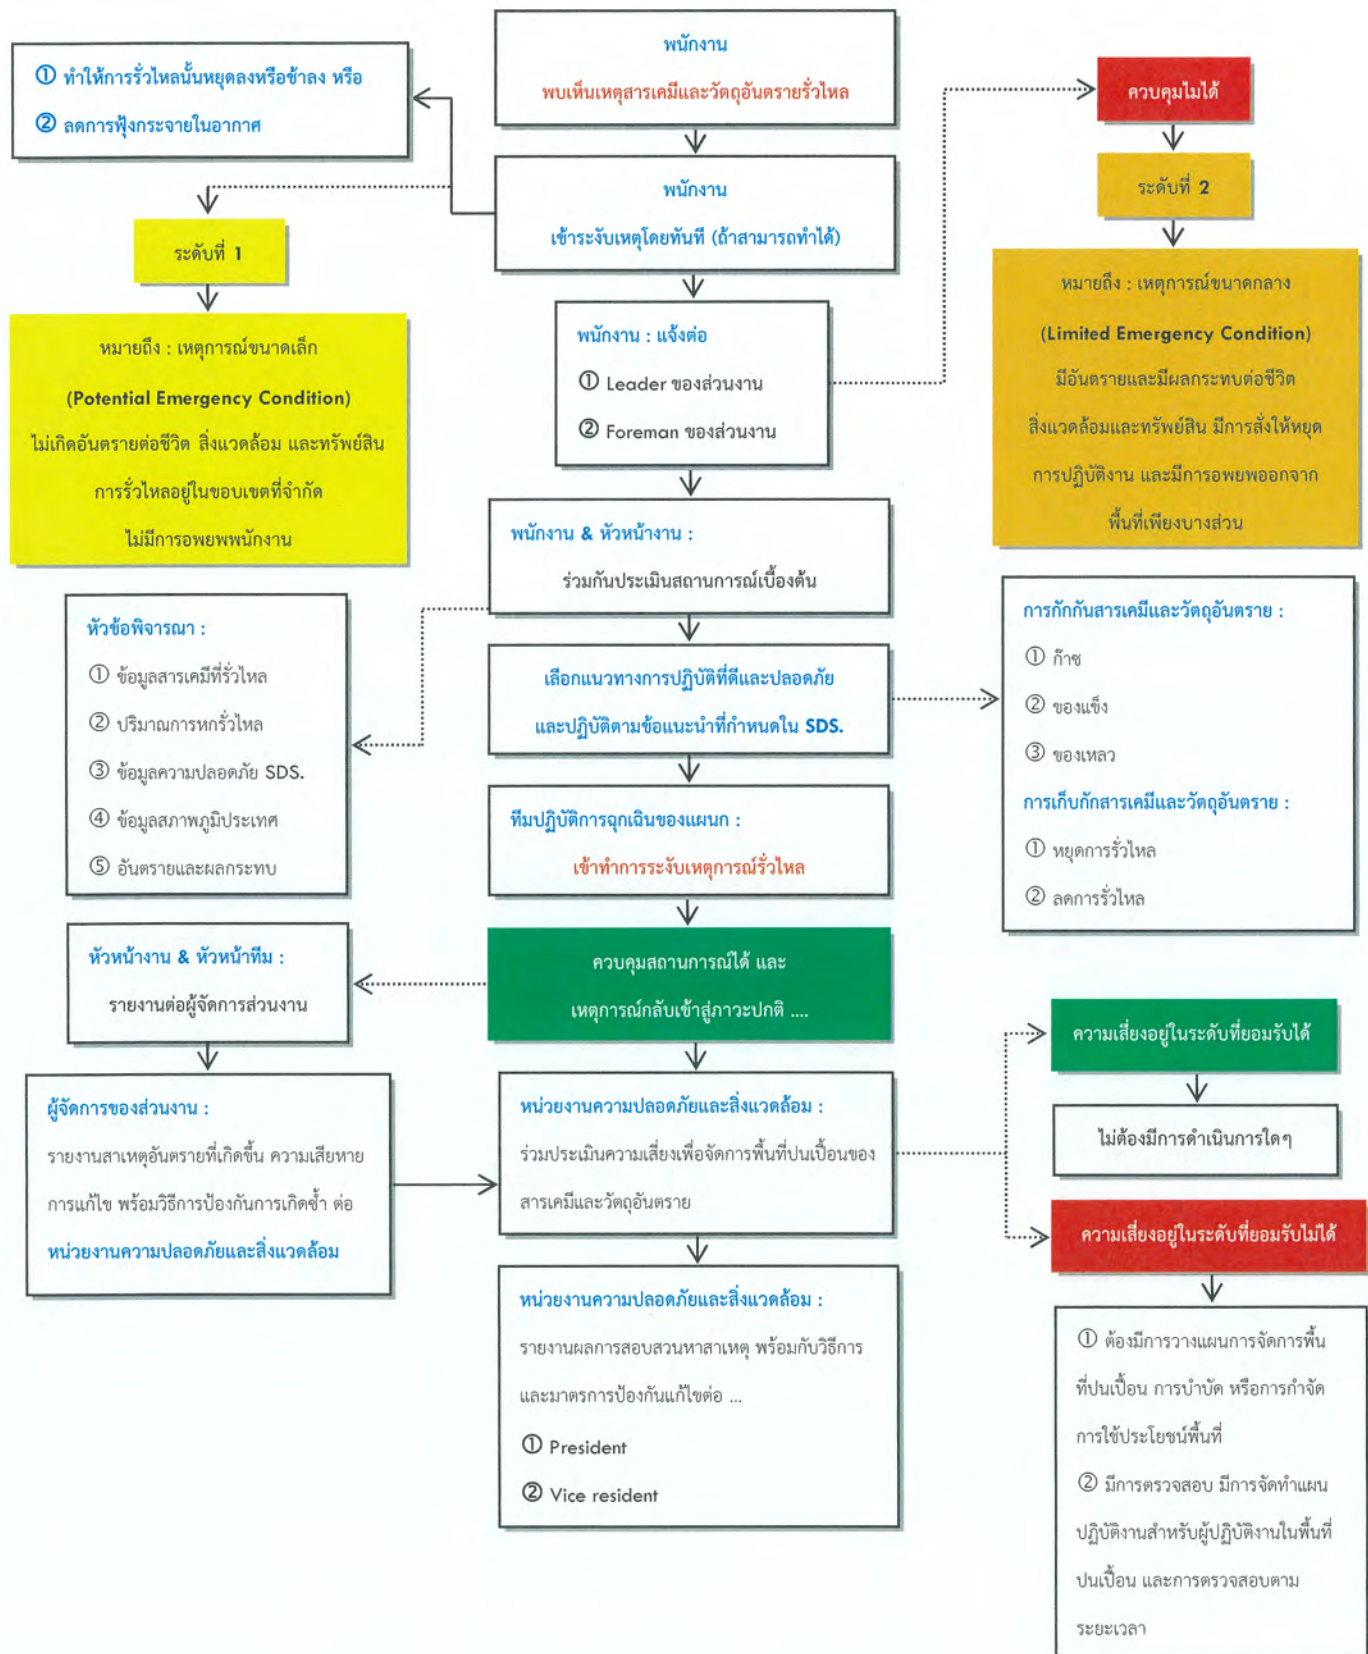 พนักงาน
พบเห็นเหตุสารเคมีและวัตถุอันตรายรั่วไหล
① ทำให้การรั่วไหลนั้นหยุดลงหรือช้าลง หรือ
② ลดการฟุ้งกระจายในอากาศ
ควบคุมไม่ได้
พนักงาน
เข้าระงับเหตุโดยทันที (ถ้าสามารถทำได้)
ระดับที่ 2
ระดับที่ 1
หมายถึง : เหตุการณ์ขนาดกลาง
(Limited Emergency Condition)
มีอันตรายและมีผลกระทบต่อชีวิต
สิ่งแวดล้อมและทรัพย์สิน มีการสั่งให้หยุด
การปฏิบัติงาน และมีการอพยพออกจาก
พื้นที่เพียงบางส่วน
หมายถึง : เหตุการณ์ขนาดเล็ก
(Potential Emergency Condition)
ไม่เกิดอันตรายต่อชีวิต สิ่งแวดล้อม และทรัพย์สิน
การรั่วไหลอยู่ในขอบเขตที่จำกัด
ไม่มีการอพยพพนักงาน
พนักงาน : แจ้งต่อ
① Leader ของส่วนงาน
② Foreman ของส่วนงาน
พนักงาน & หัวหน้างาน :
ร่วมกันประเมินสถานการณ์เบื้องต้น
หัวข้อพิจารณา :
① ข้อมูลสารเคมีที่รั่วไหล
② ปริมาณการหกรั่วไหล
③ ข้อมูลความปลอดภัย SDS.
④ ข้อมูลสภาพภูมิประเทศ
⑤ อันตรายและผลกระทบ
เลือกแนวทางการปฏิบัติที่ดีและปลอดภัย
และปฏิบัติตามข้อแนะนำที่กำหนดใน SDS.
การกักกันสารเคมีและวัตถุอันตราย :
① ก๊าซ
② ของแข็ง
③ ของเหลว
การเก็บกักสารเคมีและวัตถุอันตราย :
① หยุดการรั่วไหล
② ลดการรั่วไหล
ทีมปฏิบัติการฉุกเฉินของแผนก :
เข้าทำการระงับเหตุการณ์รั่วไหล
หัวหน้างาน & หัวหน้าทีม :
รายงานต่อผู้จัดการส่วนงาน
ควบคุมสถานการณ์ได้ และ
เหตุการณ์กลับเข้าสู่ภาวะปกติ ....
ความเสี่ยงอยู่ในระดับที่ยอมรับได้
ไม่ต้องมีการดำเนินการใดๆ
ผู้จัดการของส่วนงาน :
รายงานสาเหตุอันตรายที่เกิดขึ้น ความเสียหาย
การแก้ไข พร้อมวิธีการป้องกันการเกิดซ้ำ ต่อ
หน่วยงานความปลอดภัยและสิ่งแวดล้อม
หน่วยงานความปลอดภัยและสิ่งแวดล้อม :
ร่วมประเมินความเสี่ยงเพื่อจัดการพื้นที่ปนเปื้อนของ
สารเคมีและวัตถุอันตราย
ความเสี่ยงอยู่ในระดับที่ยอมรับไม่ได้
หน่วยงานความปลอดภัยและสิ่งแวดล้อม :
รายงานผลการสอบสวนหาสาเหตุ พร้อมกับวิธีการ
และมาตรการป้องกันแก้ไขต่อ ...
① President
② Vice resident
① ต้องมีการวางแผนการจัดการพื้น
ที่ปนเปื้อน การบำบัด หรือการกำจัด
การใช้ประโยชน์พื้นที่
② มีการตรวจสอบ มีการจัดทำแผน
ปฏิบัติงานสำหรับผู้ปฏิบัติงานในพื้นที่
ปนเปื้อน และการตรวจสอบตาม
ระยะเวลา